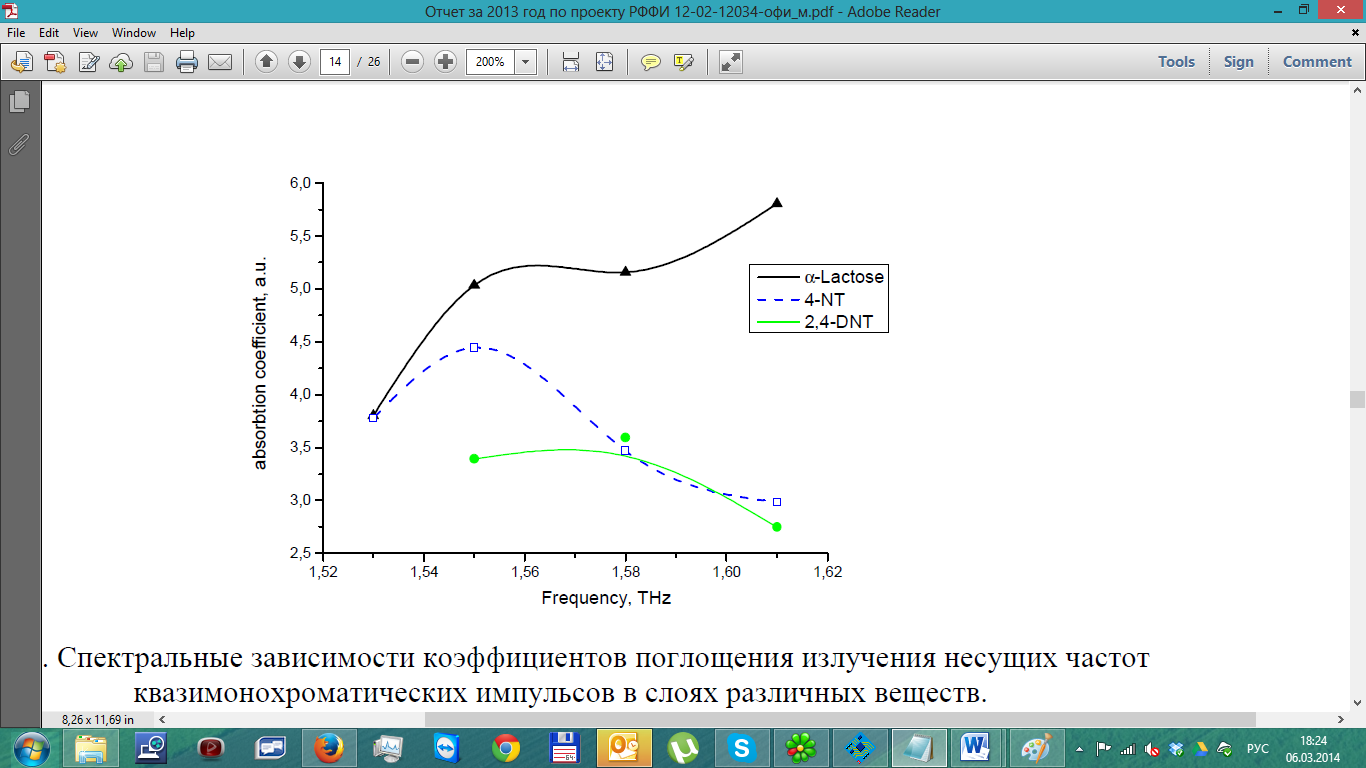 Отчет за 2013 год по проекту РФФИ 12-02-12034-офи_м.pdf - Adobe Reader
File Edit View Window Help
14 / 26 200% Tools Sign Comment
6,0
5,5
5,0
4,5
4,0
3,5
3,0
2,5
absorbtion coefficient, a.u.
α-Lactose
4-NT
2,4-DNT
1,52 1,54 1,56 1,58 1,60 1,62
Frequency, THz
. Спектральные зависимости коэффициентов поглощения излучения несущих частот
квазимонохроматических импульсов в слоях различных веществ.
8,26 x 11,69 in
64
РУС
18:24
06.03.2014